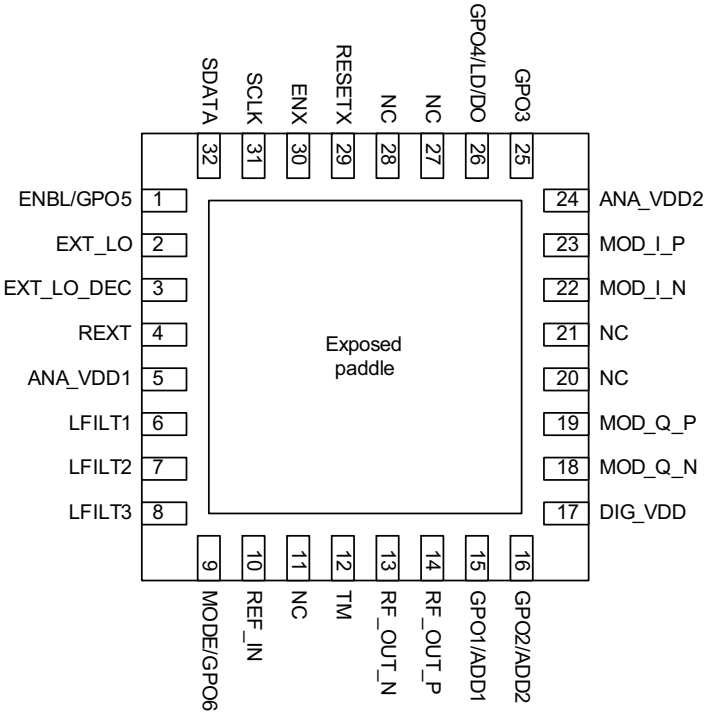 SDATA
SCLK
ENX
RESETX
NC
NC
GPO4/LD/DO
GPO3
32
31
30
29
28
27
26
25
ENBL/GPO5 1
EXT_LO 2
EXT_LO_DEC 3
REXT 4
ANA_VDD1 5
LFILT1 6
LFILT2 7
LFILT3 8
Exposed
paddle
24 ANA_VDD2
23 MOD_I_P
22 MOD_I_N
21 NC
20 NC
19 MOD_Q_P
18 MOD_Q_N
17 DIG_VDD
9
10
11
12
13
14
15
16
MODE/GPO6
REF_IN
NC
TM
RF_OUT_N
RF_OUT_P
GPO1/ADD1
GPO2/ADD2